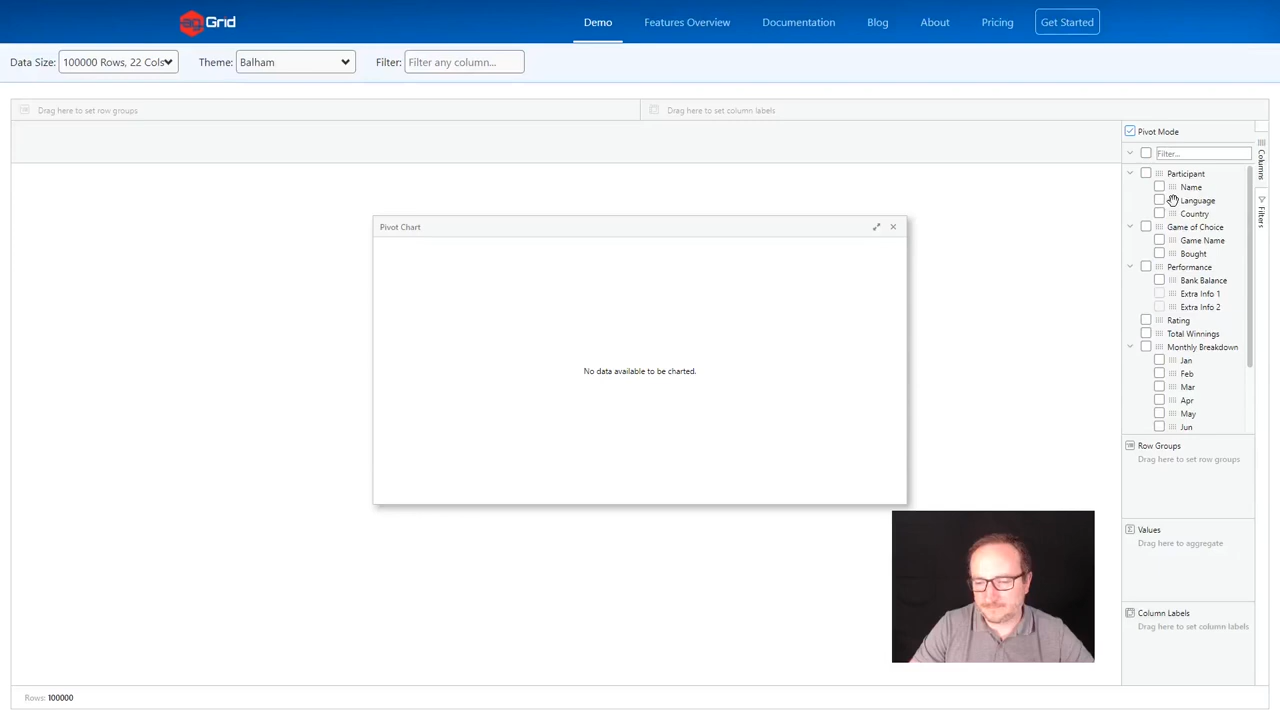 ag Grid
Demo
Features Overview
Documentation
Blog
About
Pricing
Get Started
Data Size:
100000 Rows, 22 Cols
Theme:
Balham
Filter:
Filter any column...
Drag here to set row groups
Drag here to set column labels
Pivot Mode
Filter...
Columns
Filters
Participant
Name
Language
Country
Game of Choice
Game Name
Bought
Performance
Bank Balance
Extra Info 1
Extra Info 2
Rating
Total Winnings
Monthly Breakdown
Jan
Feb
Mar
Apr
May
Jun
Row Groups
Drag here to set row groups
Values
Drag here to aggregate
Column Labels
Drag here to set column labels
Pivot Chart
No data available to be charted.
Rows: 100000